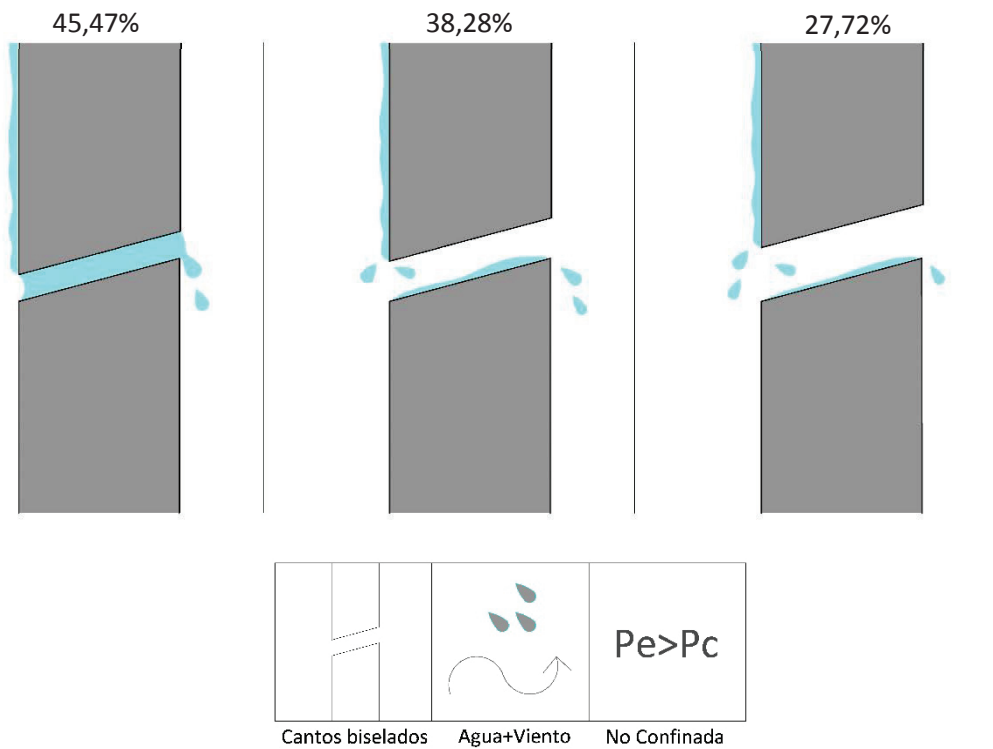 45,47% 38,28% 27,72%
Pe>Pc
Cantos biselados Agua+Viento No Confinada